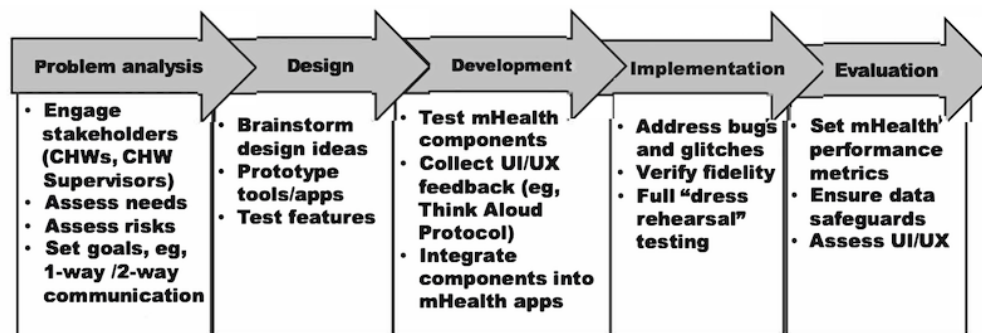 Problem analysis
• Engage
stakeholders
(CHWs, CHW
Supervisors)
• Assess needs
• Assess risks
• Set goals, eg,
1-way /2-way
communication
Design
• Brainstorm
design ideas
• Prototype
tools/apps
• Test features
Development
• Test mHealth
components
• Collect UI/UX
feedback (eg,
Think Aloud
Protocol)
• Integrate
components into
mHealth apps
Implementation
• Address bugs
and glitches
• Verify fidelity
• Full “dress
rehearsal”
testing
Evaluation
• Set mHealth
performance
metrics
• Ensure data
safeguards
• Assess UI/UX